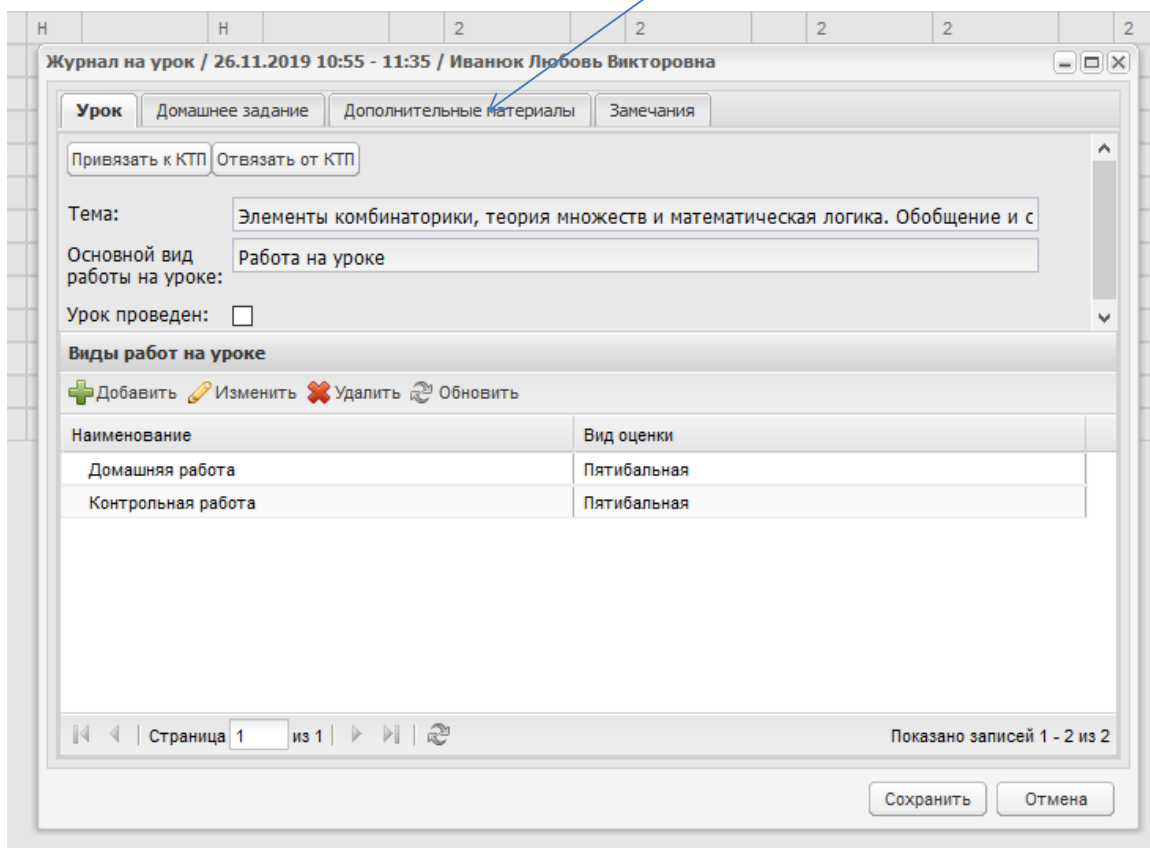 Н Н 2 2 2 2 2
Журнал на урок / 26.11.2019 10:55 - 11:35 / Иванюк Любовь Викторовна
Урок Домашнее задание Дополнительные материалы Замечания
Привязать к КТП Отвязать от КТП
Тема: Элементы комбинаторики, теория множеств и математическая логика. Обобщение и с
Основной вид
работы на уроке: Работа на уроке
Урок проведен:
Виды работ на уроке
Добавить Изменить Удалить Обновить
Наименование Вид оценки
Домашняя работа Пятибальная
Контрольная работа Пятибальная
Страница 1 из 1 Показано записей 1 - 2 из 2
Сохранить Отмена